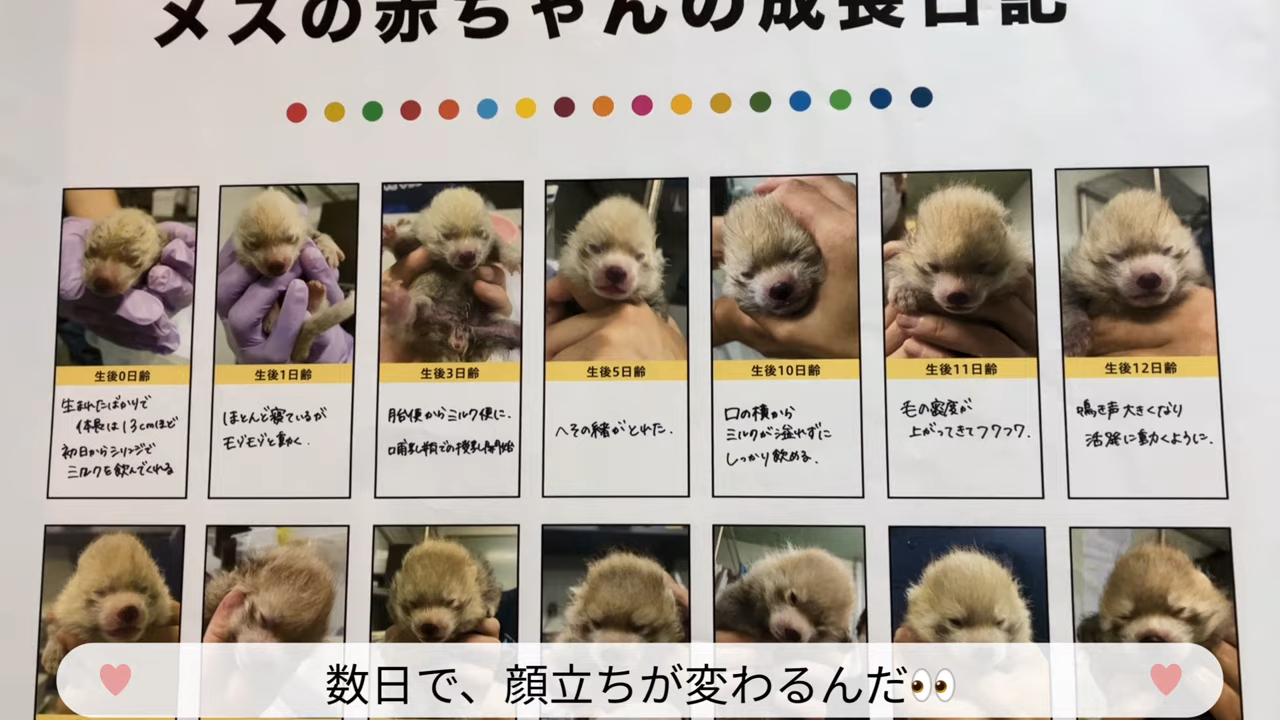 メスの赤ちゃんの成長日記
生後0日齢
生まれたばかりで
体長は13cmほど
初日からシリンジで
ミルクを飲んでくれる
生後1日齢
ほとんど寝ているが
モゾモゾと動く。
生後3日齢
胎便からミルク便に。
哺乳瓶での授乳開始
生後5日齢
へその緒がとれた。
生後10日齢
口の横から
ミルクが溢れずに
しっかり飲める。
生後11日齢
毛の密度が
上がってきてフワフワ。
生後12日齢
鳴き声大きくなり
活発に動くように。
数日で、顔立ちが変わるんだ👀